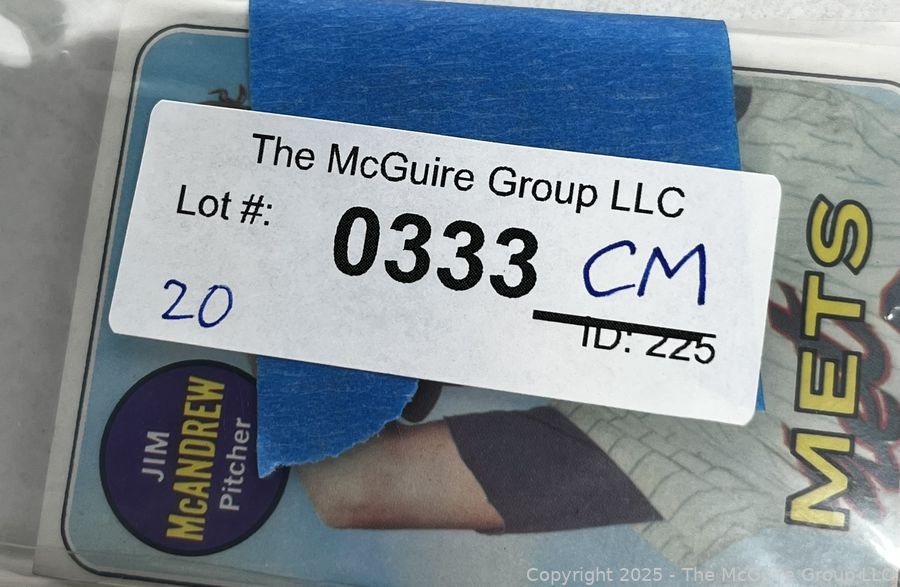 The McGuire Group LLC
Lot #:
0333
CM
20
ID: 225
JIM
McANDREW
Pitcher
METS
Copyright 2025 - The McGuire Group LLC